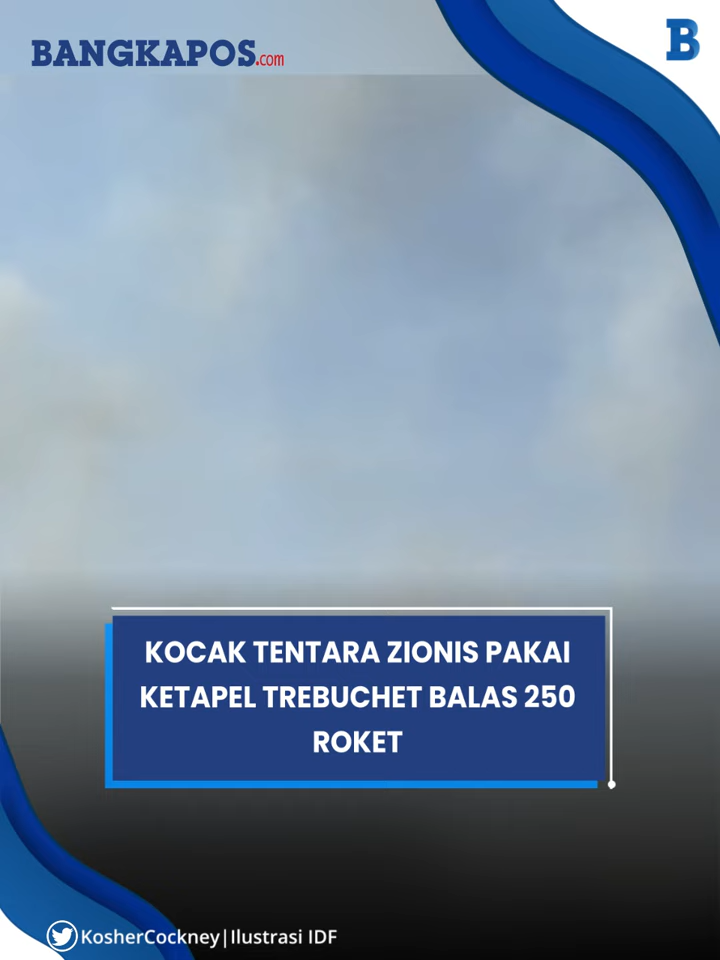 BANGKAPOS.com
B
KOCAK TENTARA ZIONIS PAKAI
KETAPEL TREBUCHET BALAS 250
ROKET
KosherCockney|Ilustrasi IDF